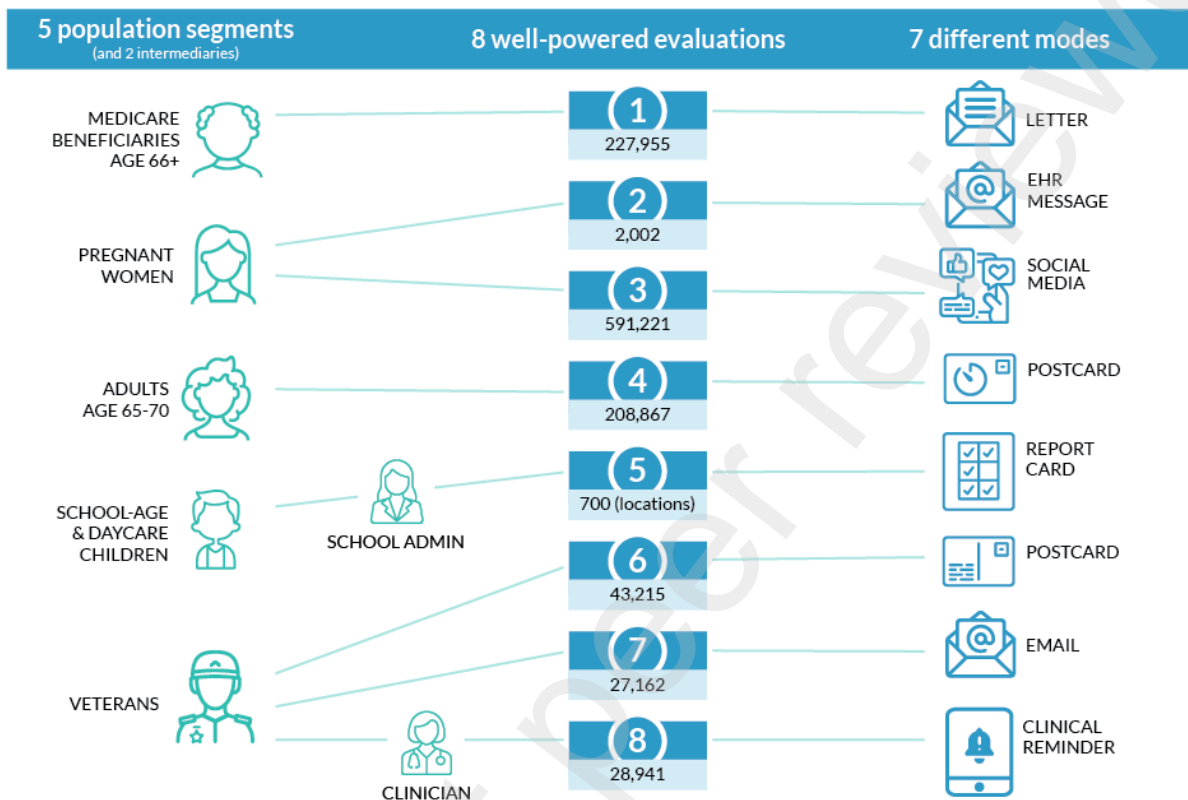 5 population segments
(and 2 intermediaries)
8 well-powered evaluations
7 different modes
MEDICARE
BENEFICIARIES
AGE 66+
1
227,955
LETTER
PREGNANT
WOMEN
2
2,002
EHR
MESSAGE
3
591,221
SOCIAL
MEDIA
ADULTS
AGE 65-70
4
208,867
POSTCARD
SCHOOL-AGE
& DAYCARE
CHILDREN
SCHOOL ADMIN
5
700 (locations)
REPORT
CARD
VETERANS
6
43,215
POSTCARD
7
27,162
EMAIL
CLINICIAN
8
28,941
CLINICAL
REMINDER
peer review